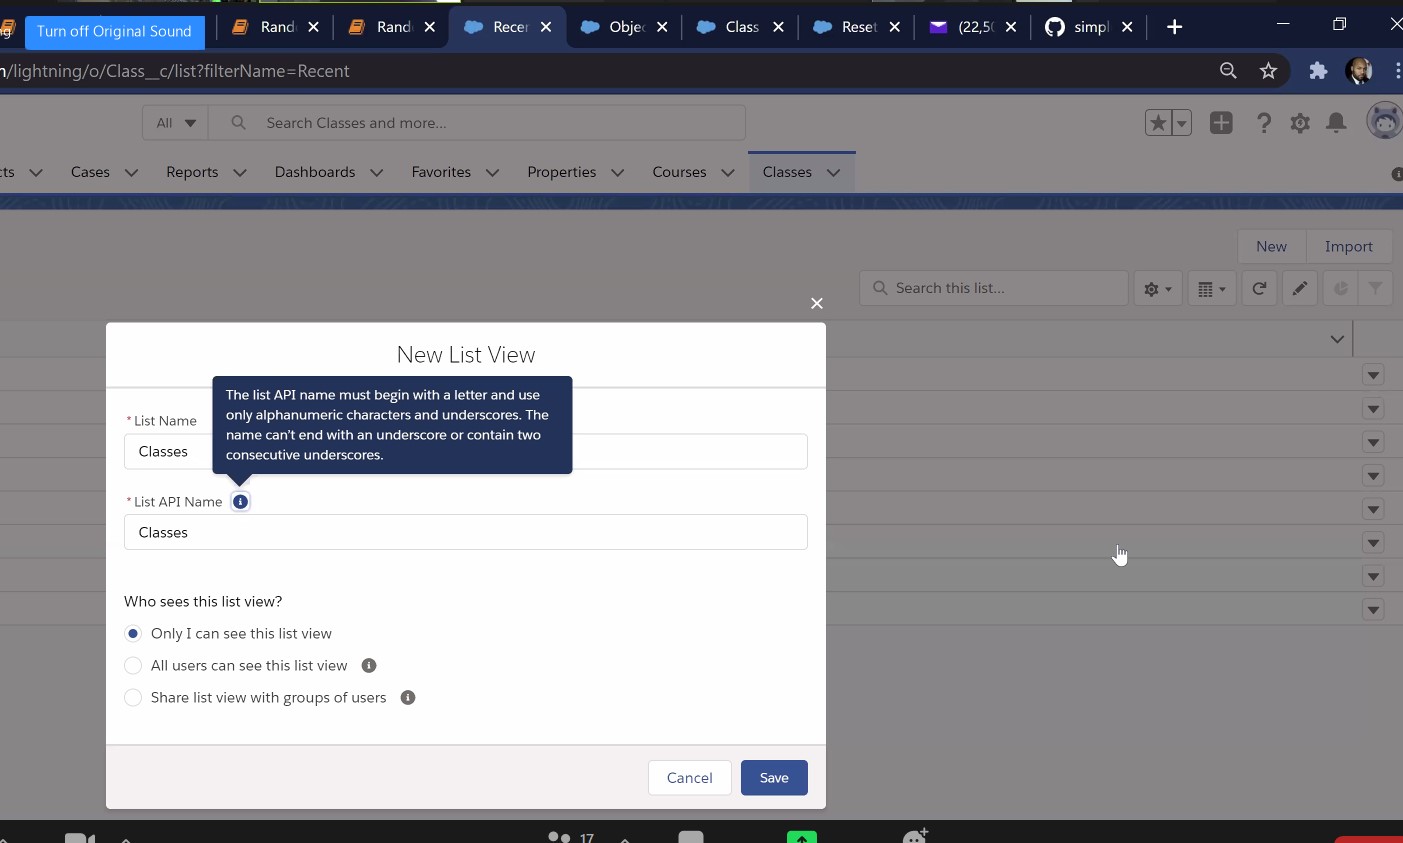 ng
Turn off Original Sound
Rand
Rand
Recer
Objec
Class
Reset
(22,50
simpl
n/lightning/o/Class__c/list?filterName=Recent
All
Search Classes and more...
cts
Cases
Reports
Dashboards
Favorites
Properties
Courses
Classes
New
Import
Search this list...
New List View
The list API name must begin with a letter and use
only alphanumeric characters and underscores. The
name can't end with an underscore or contain two
consecutive underscores.
*List Name
Classes
*List API Name
Classes
Who sees this list view?
Only I can see this list view
All users can see this list view
Share list view with groups of users
Cancel
Save
17